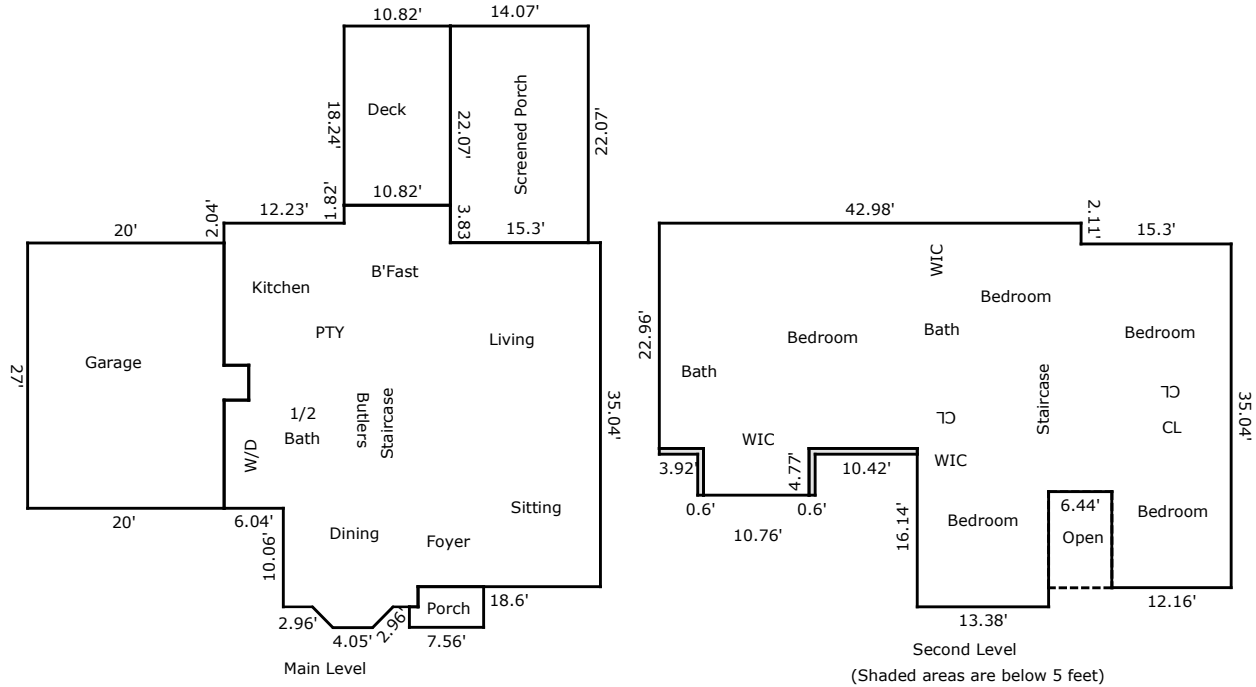 10.82'
14.07'
Deck
18.24'
22.07'
Screened Porch
22.07'
1.82'
10.82'
3.83
2.04'
12.23'
15.3'
20'
B'Fast
Kitchen
PTY
Living
Garage
27'
35.04'
1/2
Bath
Butlers
Staircase
W/D
Sitting
20'
6.04'
10.06'
Dining
Foyer
2.96'
4.05'
2.96'
Porch
18.6'
7.56'
Main Level
42.98'
2.11'
15.3'
WIC
Bedroom
22.96'
Bedroom
Bath
Bedroom
Bath
35.04'
CL
CL
CL
Staircase
WIC
WIC
3.92'
4.77'
10.42'
0.6'
0.6'
10.76'
16.14'
Bedroom
6.44'
Open
Bedroom
12.16'
13.38'
Second Level
(Shaded areas are below 5 feet)